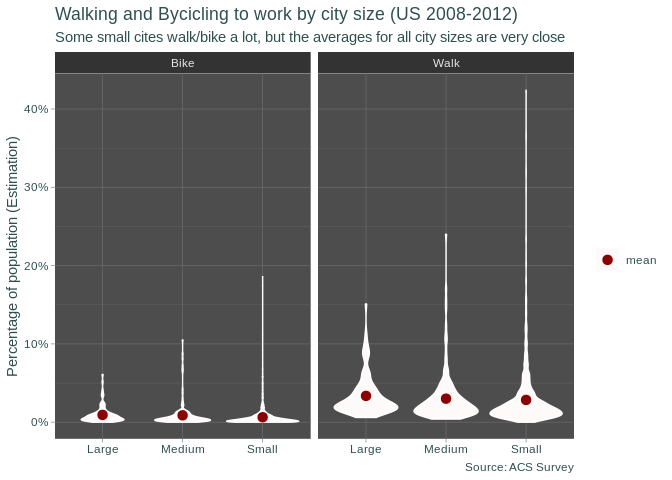 Walking and Bycicling to work by city size (US 2008-2012)
Some small cites walk/bike a lot, but the averages for all city sizes are very close
Bike
Walk
Percentage of population (Estimation)
40%
30%
20%
10%
0%
mean
Large
Medium
Small
Large
Medium
Small
Source: ACS Survey